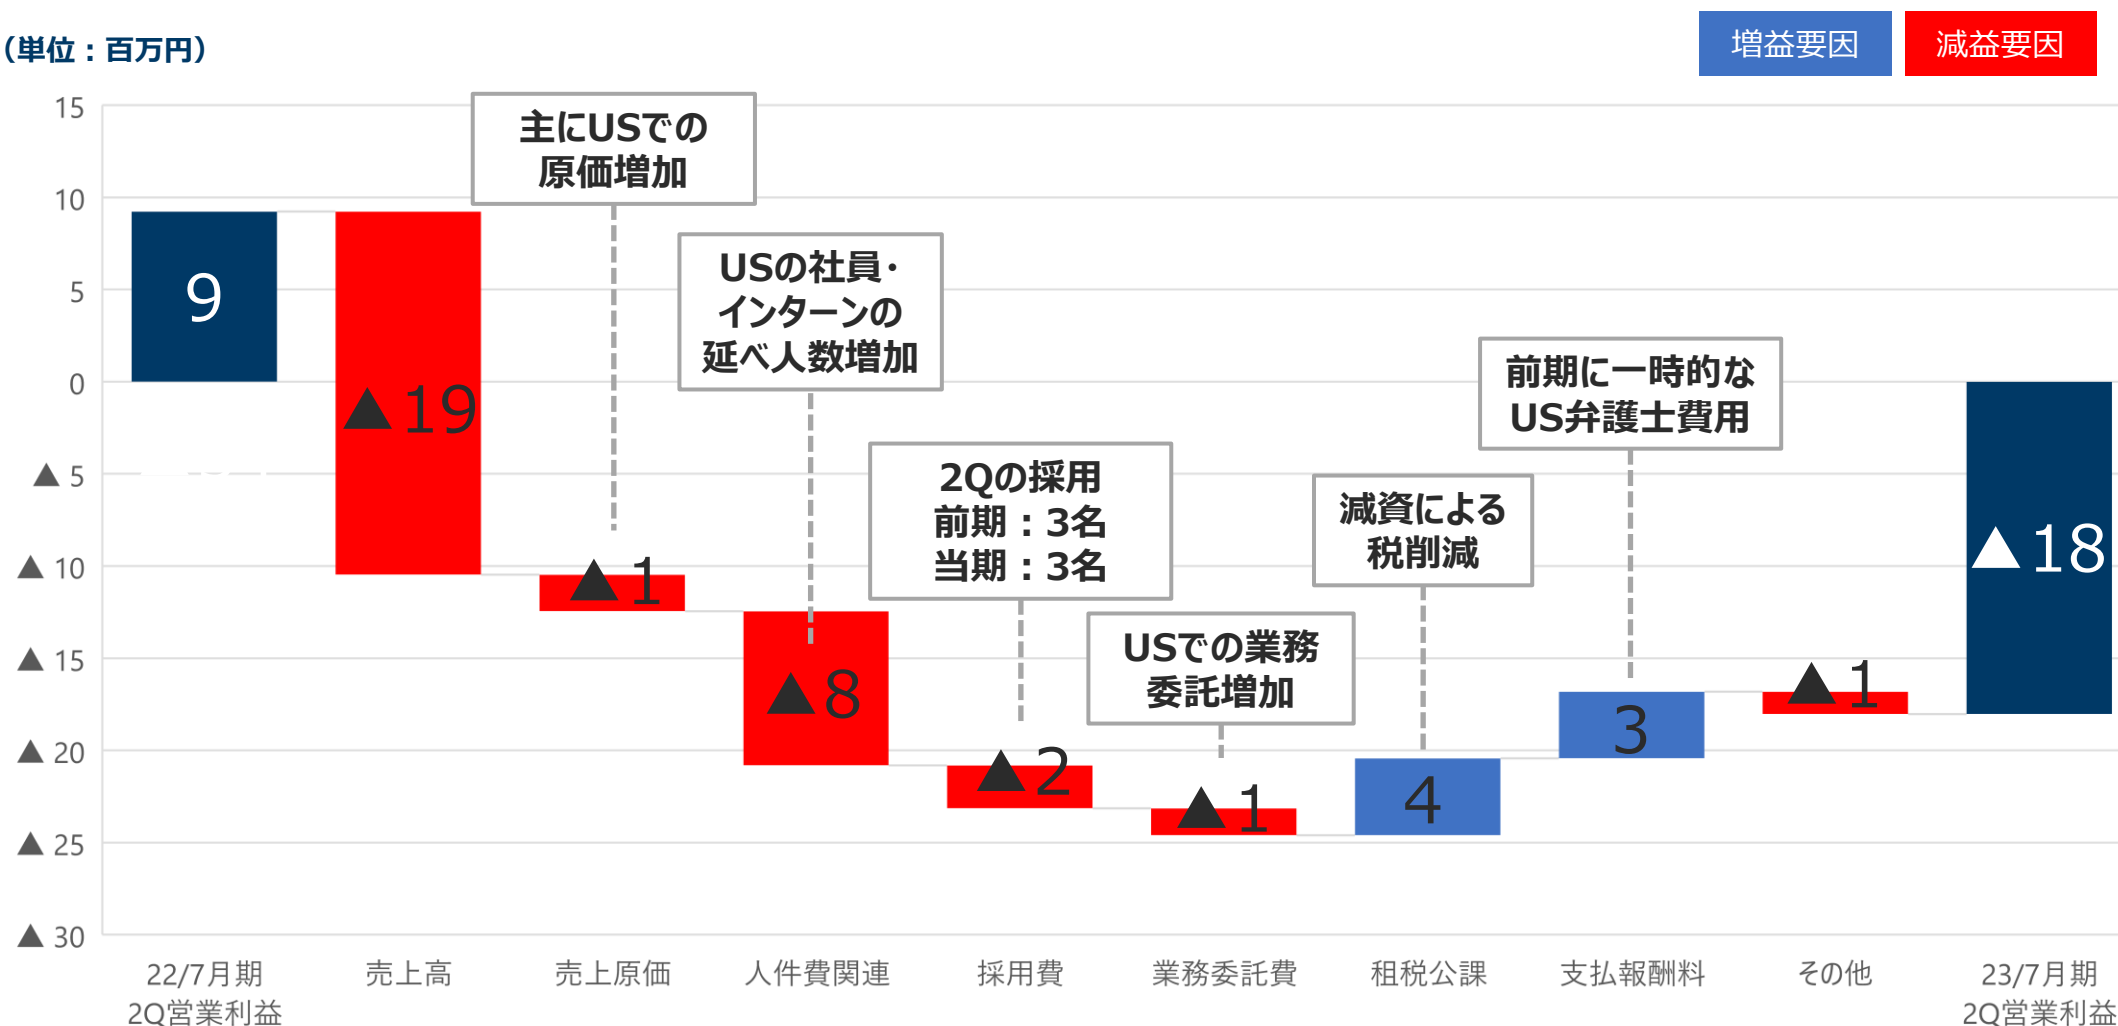 （単位：百万円）
増益要因
減益要因
15
10
5
0
▲ 5
▲ 10
▲ 15
▲ 20
▲ 25
▲ 30
主にUSでの
原価増加
USの社員・
インターンの
延べ人数増加
2Qの採用
前期：3名
当期：3名
USでの業務
委託増加
減資による
税削減
前期に一時的な
US弁護士費用
9
▲19
▲1
▲8
▲2
▲1
4
3
▲1
▲18
22/7月期
2Q営業利益
売上高
売上原価
人件費関連
採用費
業務委託費
租税公課
支払報酬料
その他
23/7月期
2Q営業利益